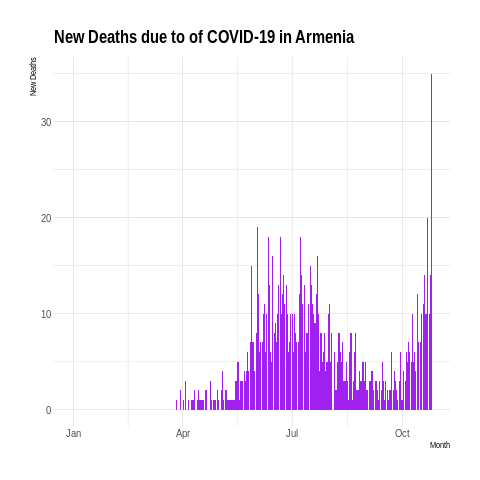 New Deaths due to of COVID-19 in Armenia
New Deaths
30
20
10
0
Jan
Apr
Jul
Oct
Month